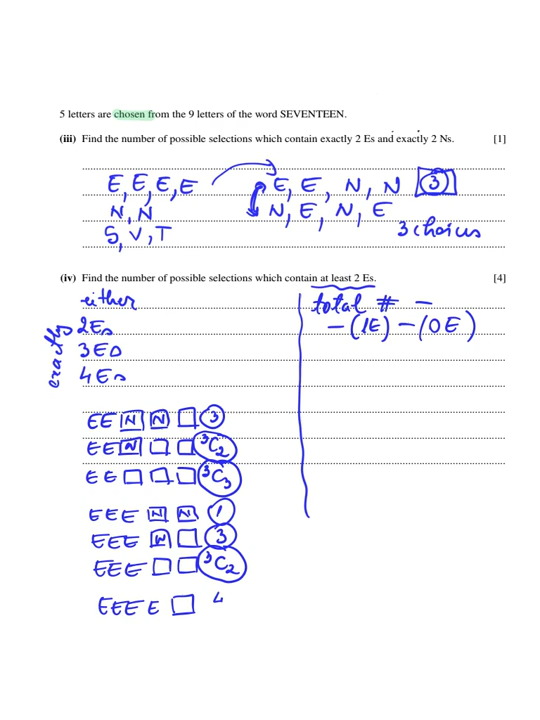 5 letters are chosen from the 9 letters of the word SEVENTEEN.
(iii) Find the number of possible selections which contain exactly 2 Es and exactly 2 Ns. [1]
E, E, E, E
N, N
S, V, T
E, E, N, N 3
N, E, N, E
3 choices
(iv) Find the number of possible selections which contain at least 2 Es. [4]
either
exactly
2Es
3Es
4Es
total # -
-(1E) -(0E)
EE N N □ 3
EE N □ □ ³C₂
EE □ □ □ ³C₃
EEE N N 1
EEE N □ 3
EEE □ □ ³C₂
EEEE □ 4